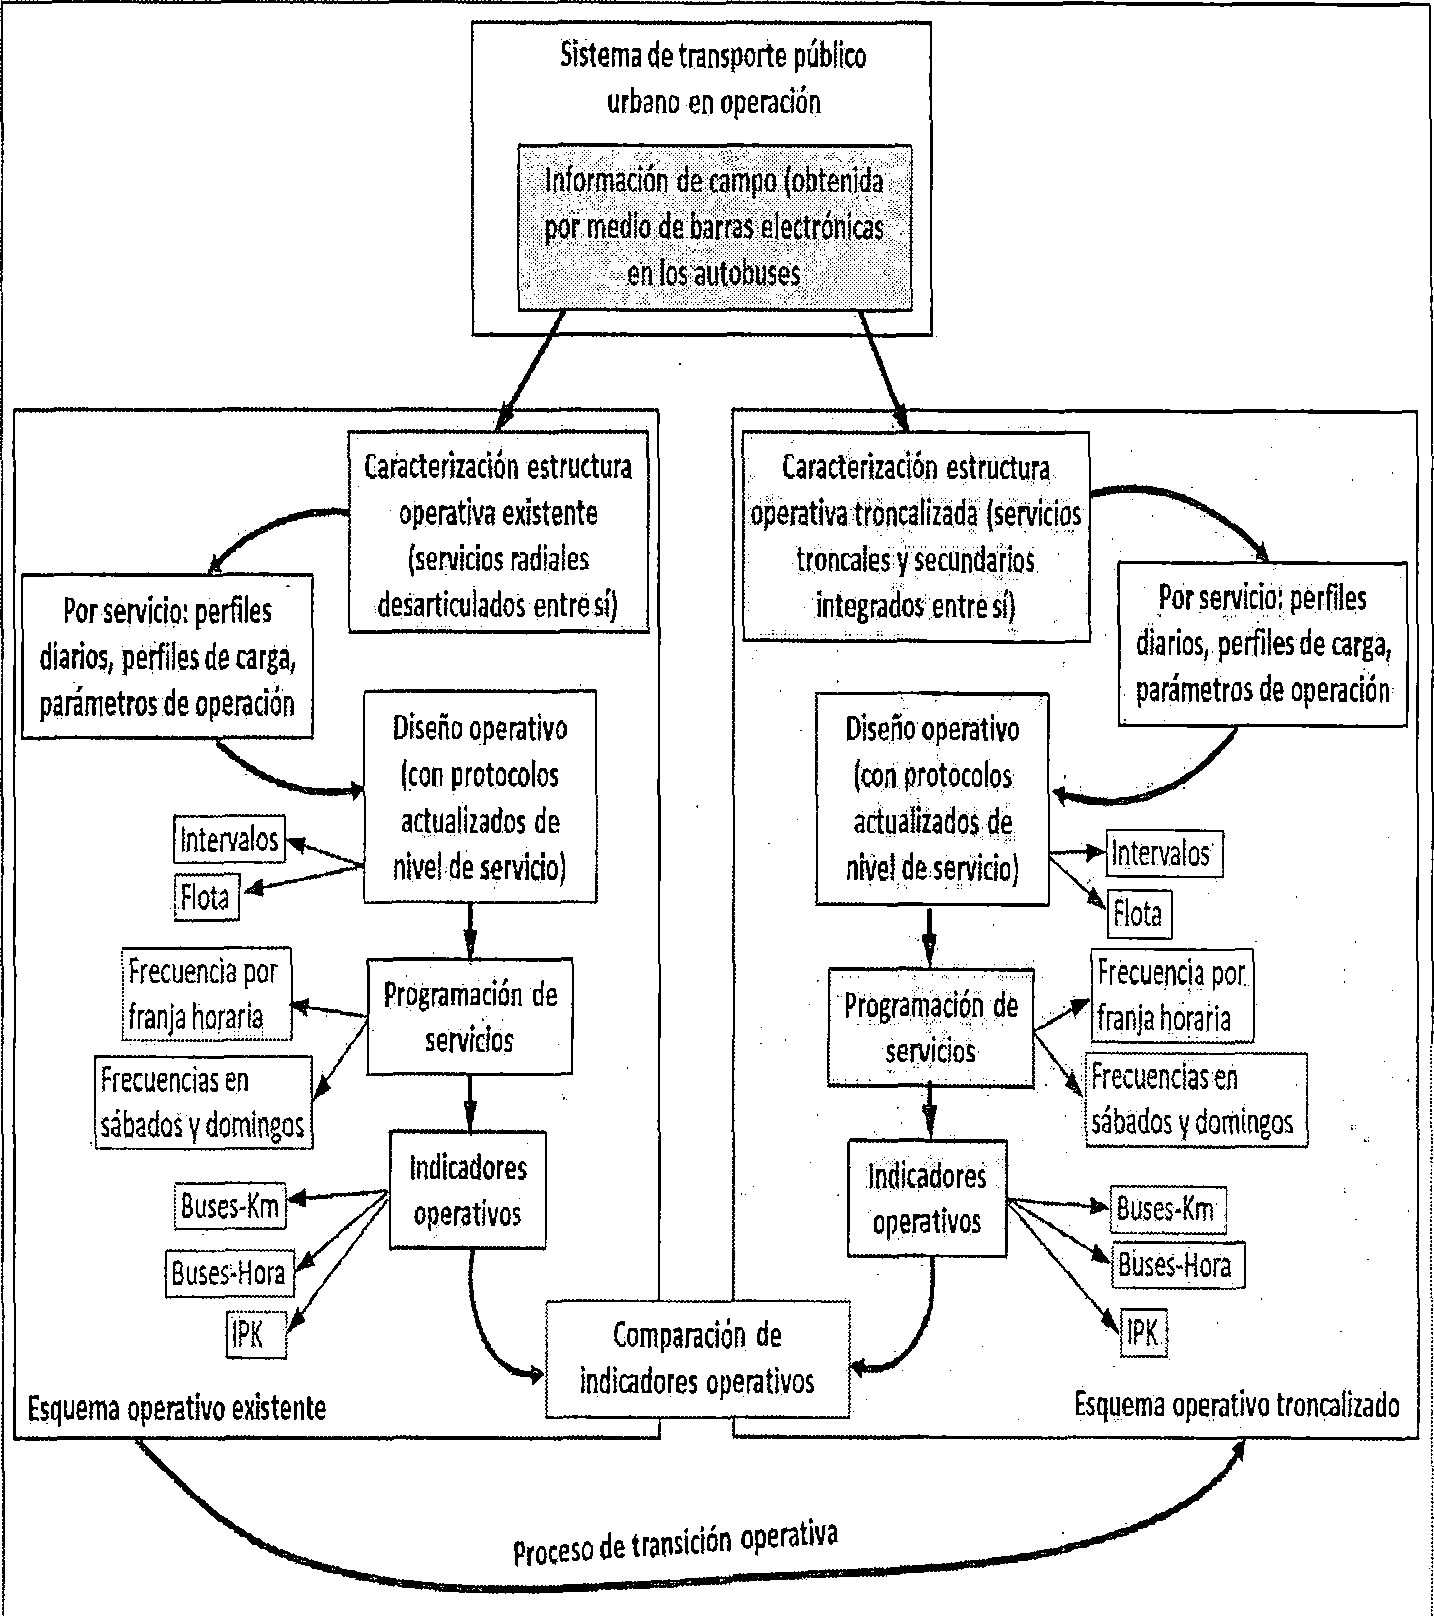 Sistema de transporte público
urbano en operación
Información de campo (obtenida
por medio de barras electrónicas
en los autobuses
Caracterización estructura
operativa existente
(servicios radiales
desarticulados entre sí)
Por servicio: perfiles
diarios, perfiles de carga,
parámetros de operación
Diseño operativo
(con protocolos
actualizados de
nivel de servicio)
Intervalos
Flota
Programación de
servicios
Frecuencia por
franja horaria
Frecuencias en
sábados y domingos
Indicadores
operativos
Buses-Km
Buses-Hora
IPK
Esquema operativo existente
Caracterización estructura
operativa troncalizada (servicios
troncales y secundarios
integrados entre sí)
Por servicio: perfiles
diarios, perfiles de carga,
parámetros de operación
Diseño operativo
(con protocolos
actualizados de
nivel de servicio)
Intervalos
Flota
Programación de
servicios
Frecuencia por
franja horaria
Frecuencias en
sábados y domingos
Indicadores
operativos
Buses-Km
Buses-Hora
IPK
Comparación de
indicadores operativos
Esquema operativo troncalizado
Proceso de transición operativa